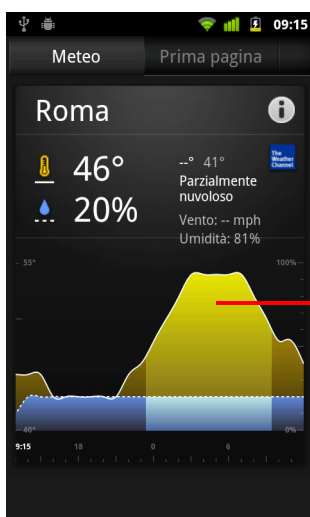 09:15
Meteo
Prima pagina
Roma
46°
--° 41°
The
Weather
Channel
Parzialmente
nuvoloso
20%
Vento: -- mph
Umidità: 81%
55°
100%
40°
0%
9:15
18
0
6